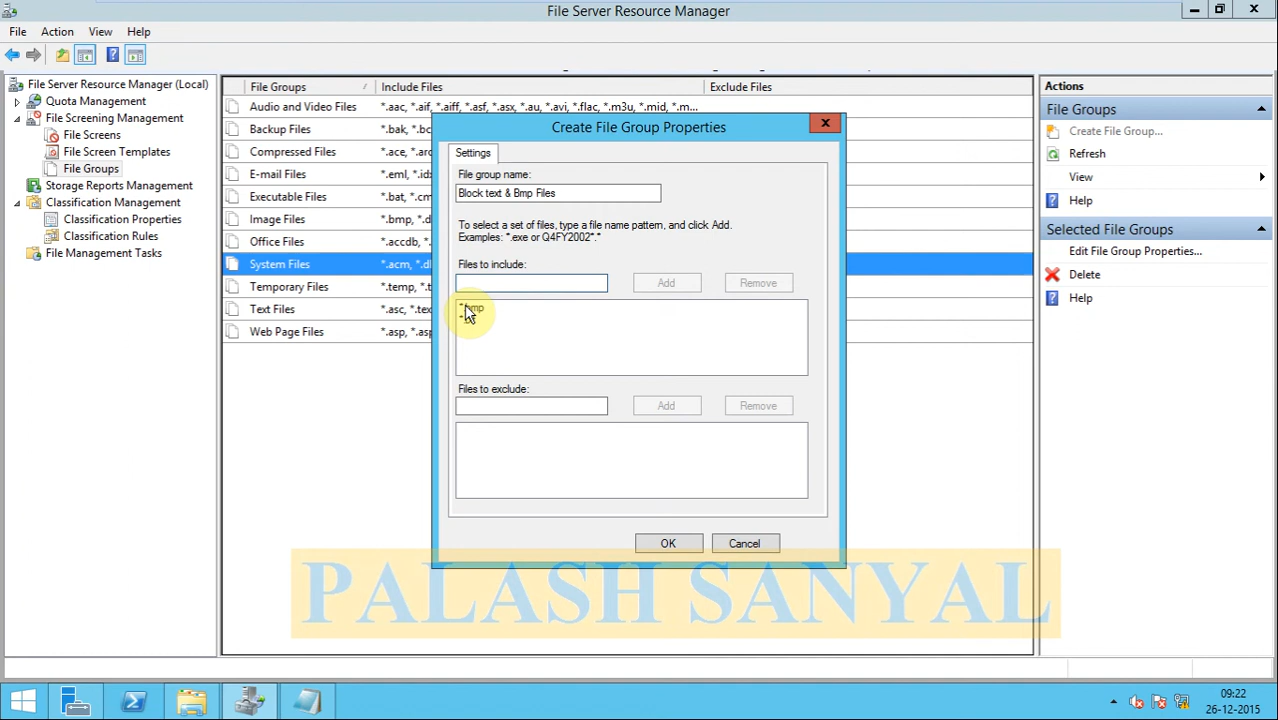 File Server Resource Manager
File Action View Help
File Server Resource Manager (Local)
Quota Management
File Screening Management
File Screens
File Screen Templates
File Groups
Storage Reports Management
Classification Management
Classification Properties
Classification Rules
File Management Tasks
File Groups Include Files Exclude Files
Audio and Video Files *.aac, *.aif, *.aiff, *.asf, *.asx, *.au, *.avi, *.flac, *.m3u, *.mid, *.m...
Backup Files *.bak, *.bc
Compressed Files *.ace, *.arc
E-mail Files *.eml, *.idx
Executable Files *.bat, *.cm
Image Files *.bmp, *.di
Office Files *.accdb, *.
System Files *.acm, *.dl
Temporary Files *.temp, *.t
Text Files *.asc, *.tex
Web Page Files *.asp, *.asp
Create File Group Properties
Settings
File group name:
Block text & Bmp Files
To select a set of files, type a file name pattern, and click Add.
Examples: *.exe or Q4FY2002*.*
Files to include:
Add Remove
*.bmp
Files to exclude:
Add Remove
OK Cancel
Actions
File Groups
Create File Group...
Refresh
View
Help
Selected File Groups
Edit File Group Properties...
Delete
Help
PALASH SANYAL
09:22
26-12-2015